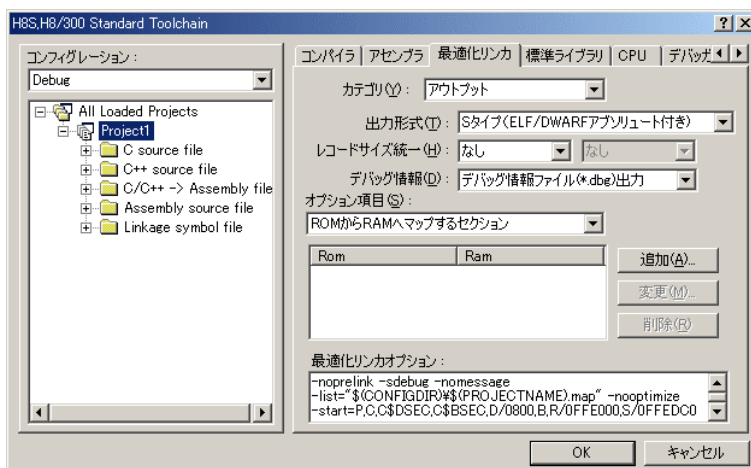 H8S,H8/300 Standard Toolchain
コンフィグレーション :
Debug
All Loaded Projects
Project1
C source file
C++ source file
C/C++ -> Assembly file
Assembly source file
Linkage symbol file
コンパイラ アセンブラ 最適化リンカ 標準ライブラリ CPU デバッガ
カテゴリ(Y) : アウトプット
出力形式(T) : Sタイプ(ELF/DWARFアブソリュート付き)
レコードサイズ統一(H) : なし なし
デバッグ情報(D) : デバッグ情報ファイル(*.dbg)出力
オプション項目(S) :
ROMからRAMへマップするセクション
Rom Ram
追加(A)...
変更(M)...
削除(R)
最適化リンカオプション :
-noprelink -sdebug -nomessage
-list="$(CONFIGDIR)¥$(PROJECTNAME).map" -nooptimize
-start=P,C,C$DSEC,C$BSEC,D/0800,B,R/0FFE000,S/0FFEDC0
OK キャンセル